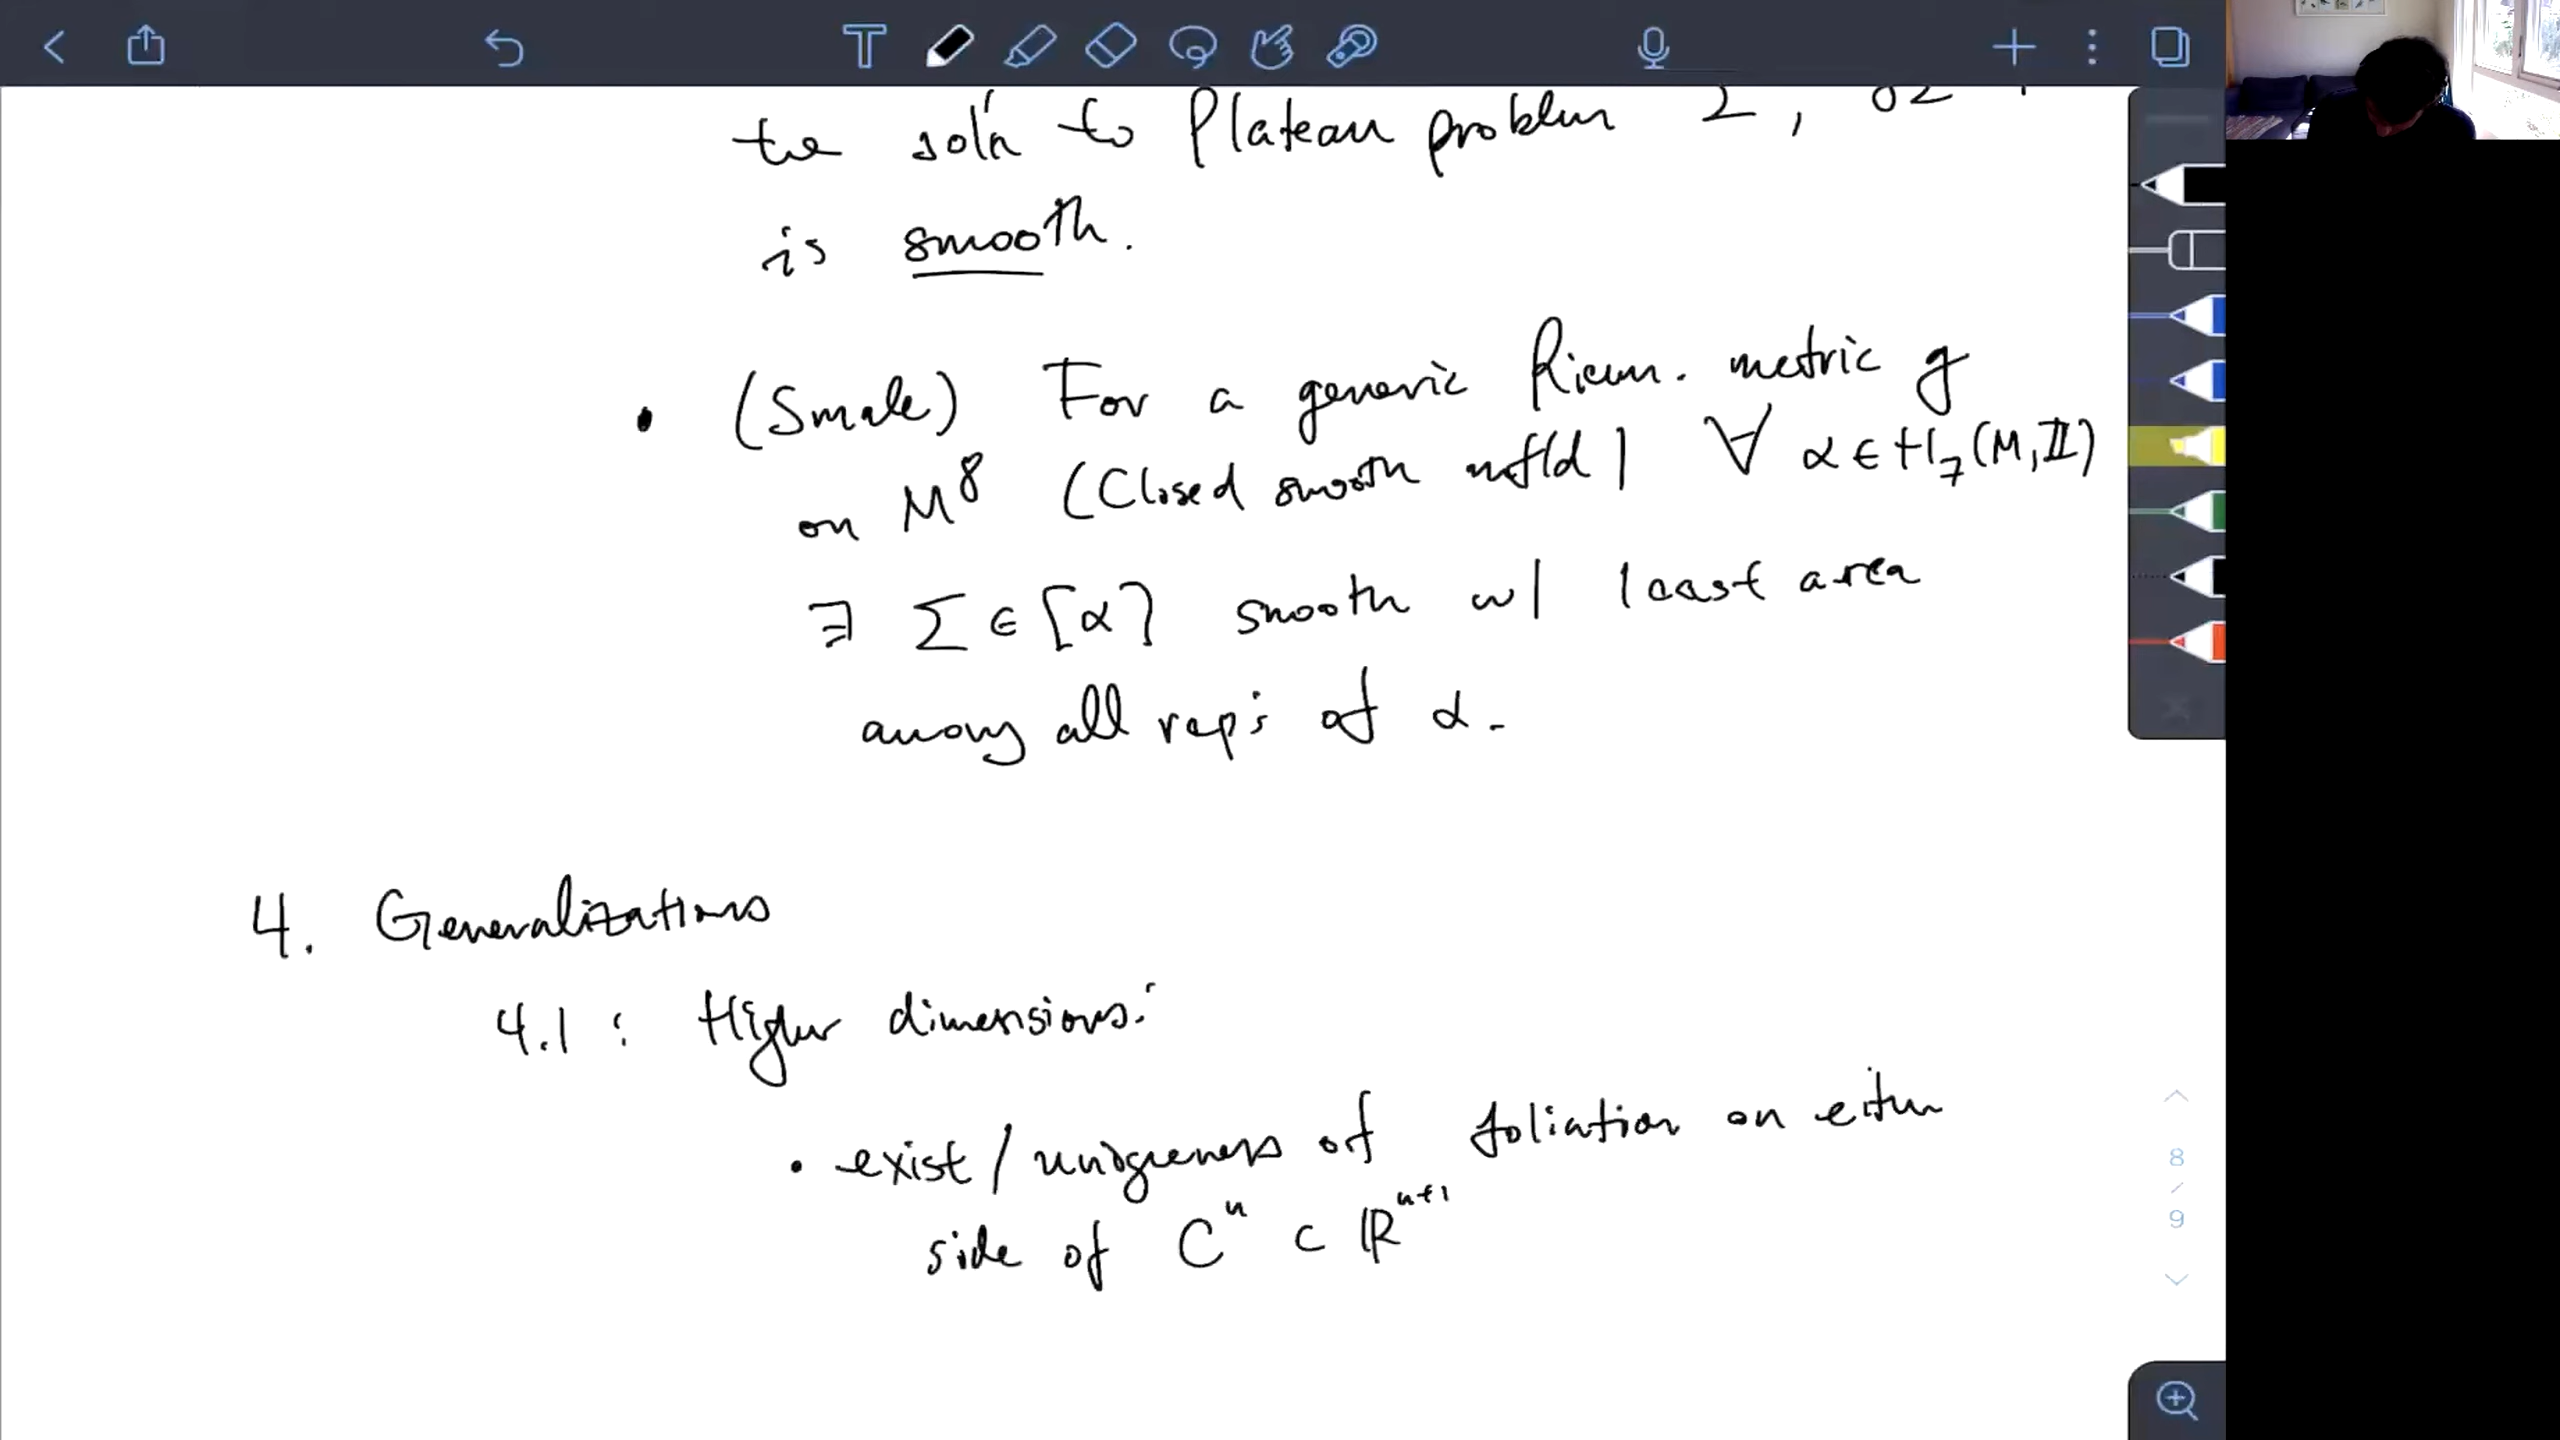 the sol'n to Plateau problem Σ, ∂Σ
is smooth.
• (Smale) For a generic Riem. metric g
on M⁸ (Closed smooth mfld) ∀ α ∈ H₇(M,ℤ)
∃ Σ ∈ [α] smooth w/ least area
among all rep's of α.
4. Generalizations
4.1 : Higher dimensions:
• exist/uniqueness of foliation on either
side of Cⁿ ⊂ ℝⁿ⁺¹
8
/
9